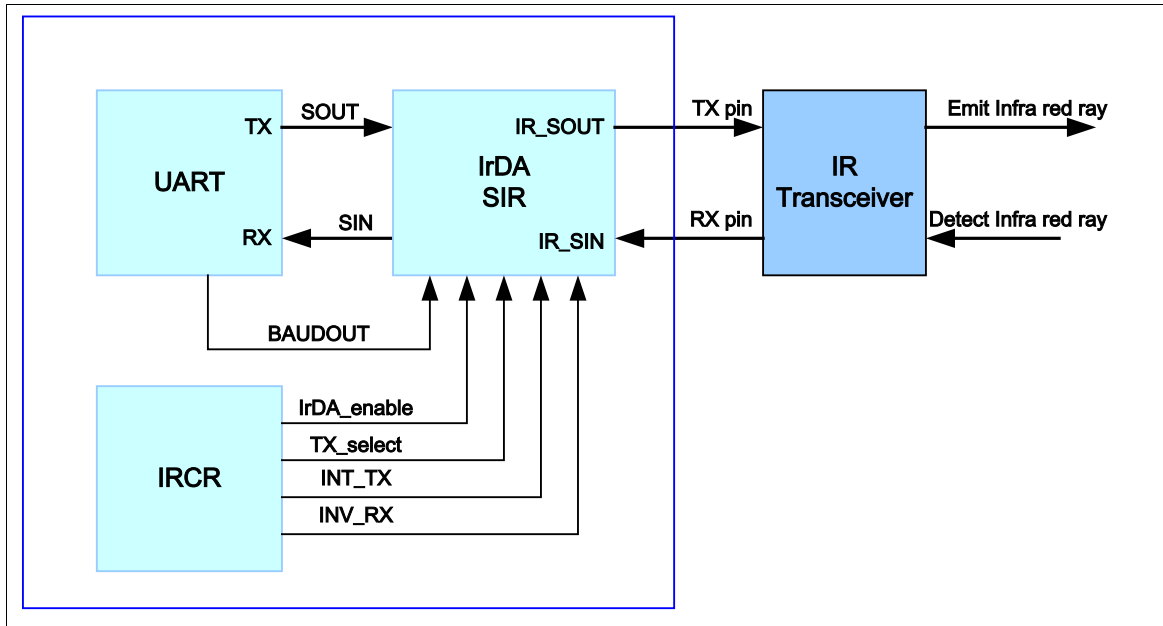 TX
SOUT
IR_SOUT
TX pin
Emit Infra red ray
UART
IrDA
SIR
IR
Transceiver
RX
SIN
IR_SIN
RX pin
Detect Infra red ray
BAUDOUT
IRCR
IrDA_enable
TX_select
INT_TX
INV_RX